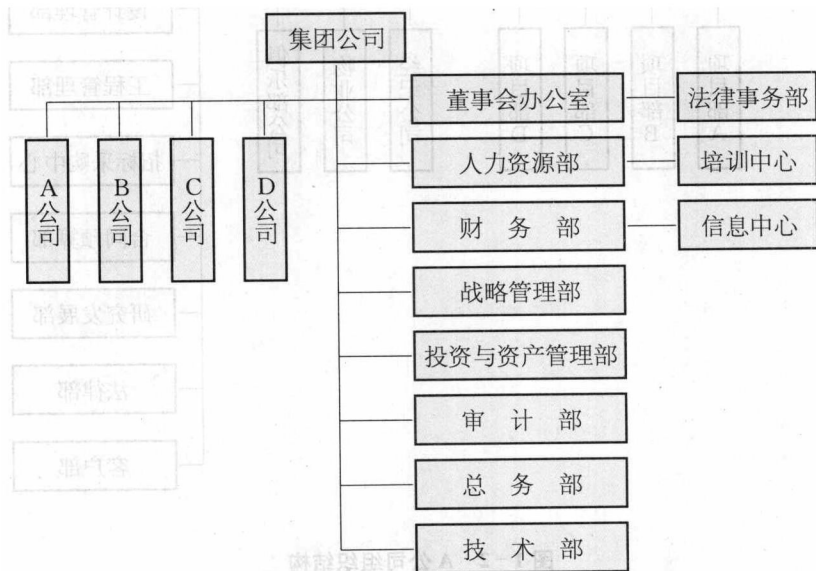 集团公司
董事会办公室
法律事务部
人力资源部
培训中心
财 务 部
信息中心
A公司
B公司
C公司
D公司
战略管理部
投资与资产管理部
审 计 部
总 务 部
技 术 部